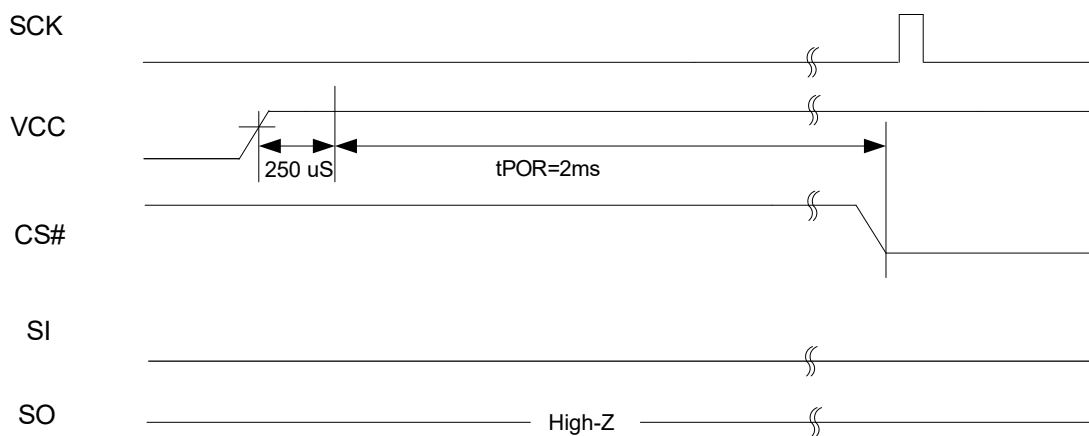 SCK
VCC
250 uS
tPOR=2ms
CS#
SI
SO
High-Z